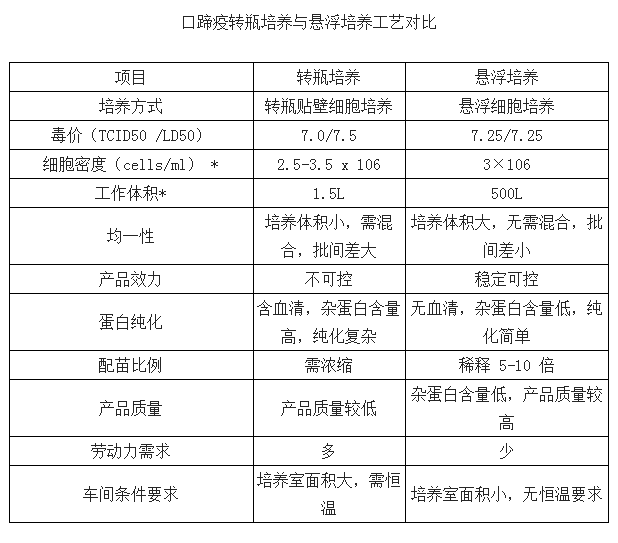 口蹄疫转瓶培养与悬浮培养工艺对比
项目 转瓶培养 悬浮培养
培养方式 转瓶贴壁细胞培养 悬浮细胞培养
毒价（TCID50 /LD50） 7.0/7.5 7.25/7.25
细胞密度（cells/ml） * 2.5-3.5 x 106 3×106
工作体积* 1.5L 500L
均一性 培养体积小，需混 培养体积大，无需混合，批
合，批间差大 间差小
产品效力 不可控 稳定可控
蛋白纯化 含血清，杂蛋白含量 无血清，杂蛋白含量低，纯
高，纯化复杂 化简单
配苗比例 需浓缩 稀释 5-10 倍
产品质量 产品质量较低 杂蛋白含量低，产品质量较
高
劳动力需求 多 少
车间条件要求 培养室面积大，需恒 培养室面积小，无恒温要求
温